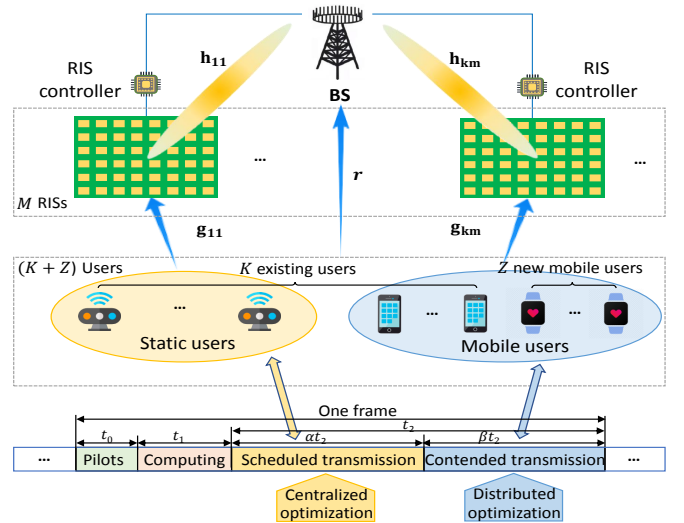 h₁₁
hₖₘ
RIS
controller
BS
RIS
controller
...
...
r
M RISs
g₁₁
gₖₘ
(K + Z) Users
K existing users
Z new mobile users
...
...
...
Static users
Mobile users
One frame
t₂
t₀
t₁
αt₂
βt₂
...
Pilots
Computing
Scheduled transmission
Contended transmission
...
Centralized
optimization
Distributed
optimization